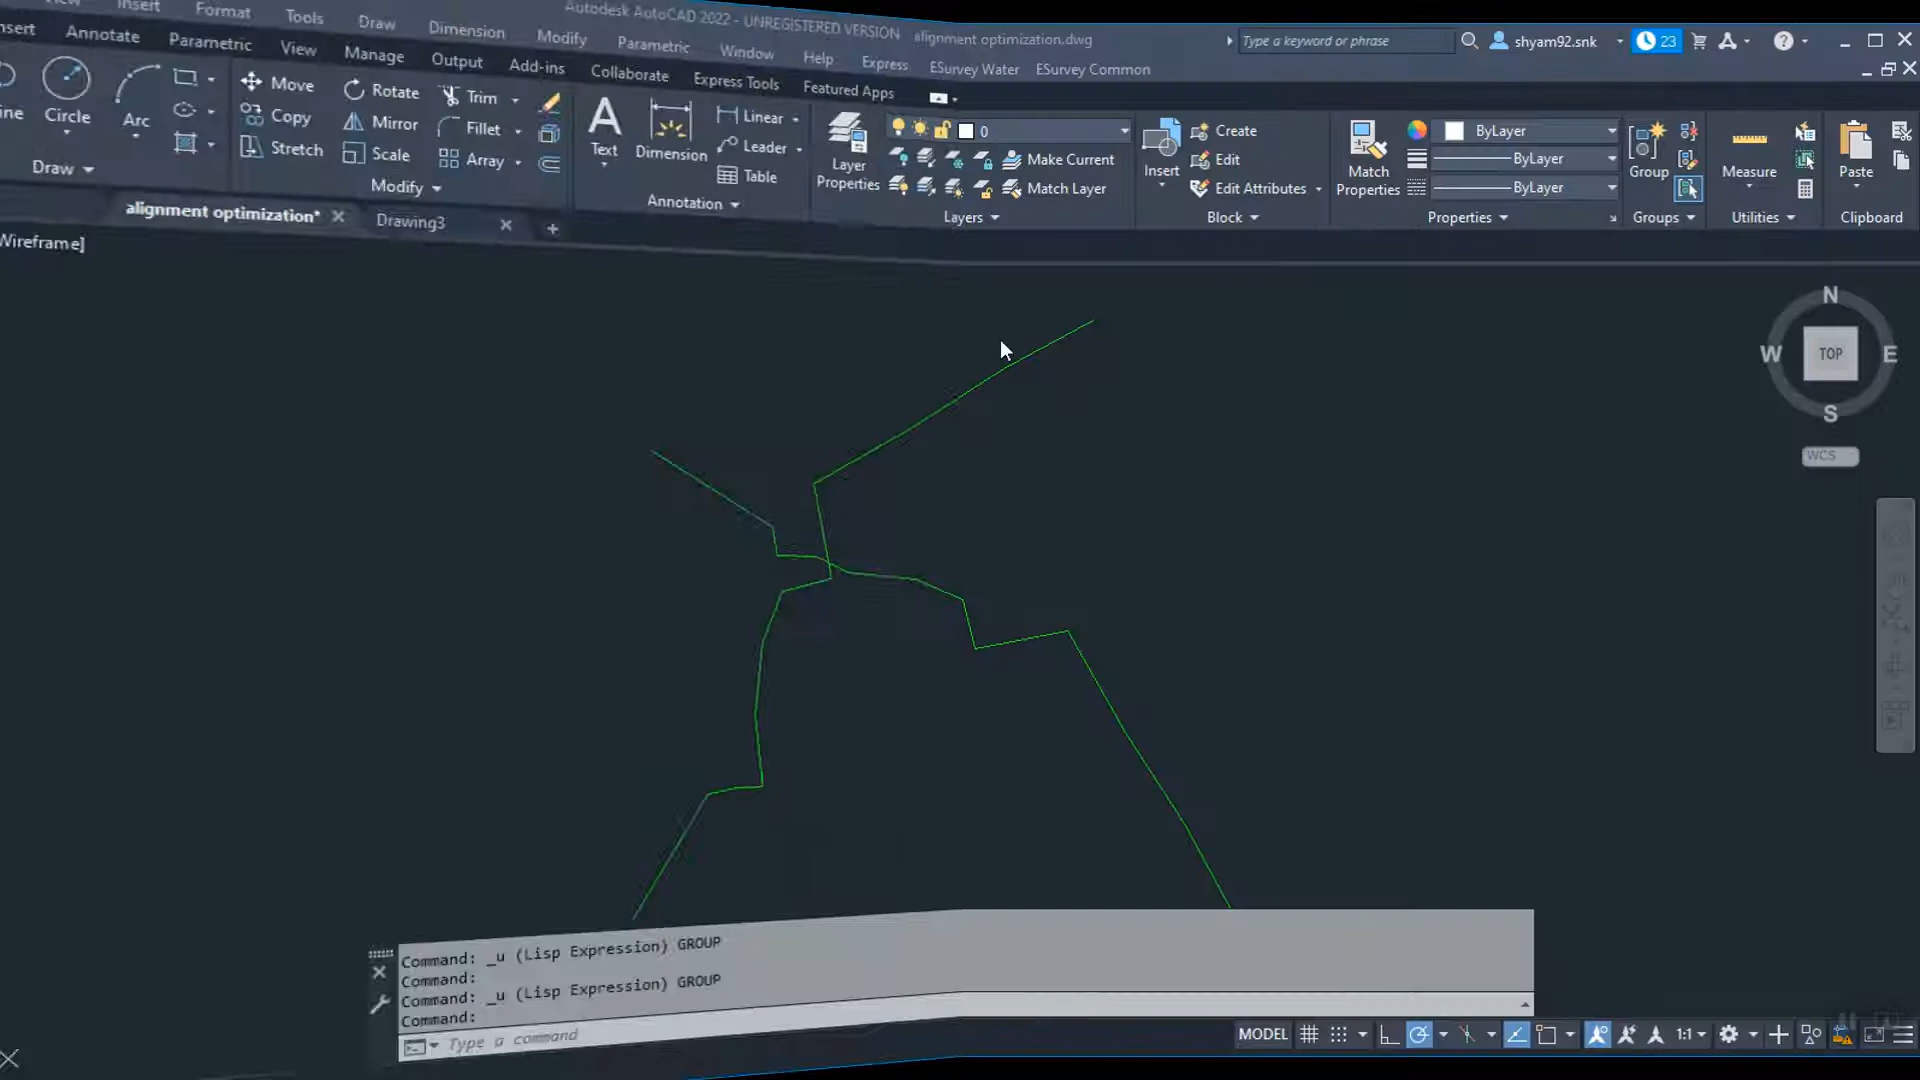 Insert
Format
Tools
Draw
Dimension
Modify
Parametric
Window
Help
Express
ESurvey Water
ESurvey Common
Autodesk AutoCAD 2022 - UNREGISTERED VERSION
alignment optimization.dwg
Type a keyword or phrase
shyam92.snk
23
Annotate
Parametric
View
Manage
Output
Add-ins
Collaborate
Express Tools
Featured Apps
Circle
Arc
Draw
Move
Rotate
Trim
Copy
Mirror
Fillet
Stretch
Scale
Array
Modify
Text
Dimension
Linear
Leader
Table
Annotation
Layer
Properties
0
Make Current
Match Layer
Layers
Insert
Create
Edit
Edit Attributes
Block
Match
Properties
ByLayer
ByLayer
ByLayer
Properties
Group
Groups
Measure
Utilities
Paste
Clipboard
alignment optimization*
Drawing3
Wireframe]
N
W
TOP
E
S
WCS
Command: _u (Lisp Expression) GROUP
Command:
Command: _u (Lisp Expression) GROUP
Command:
Type a command
MODEL
1:1